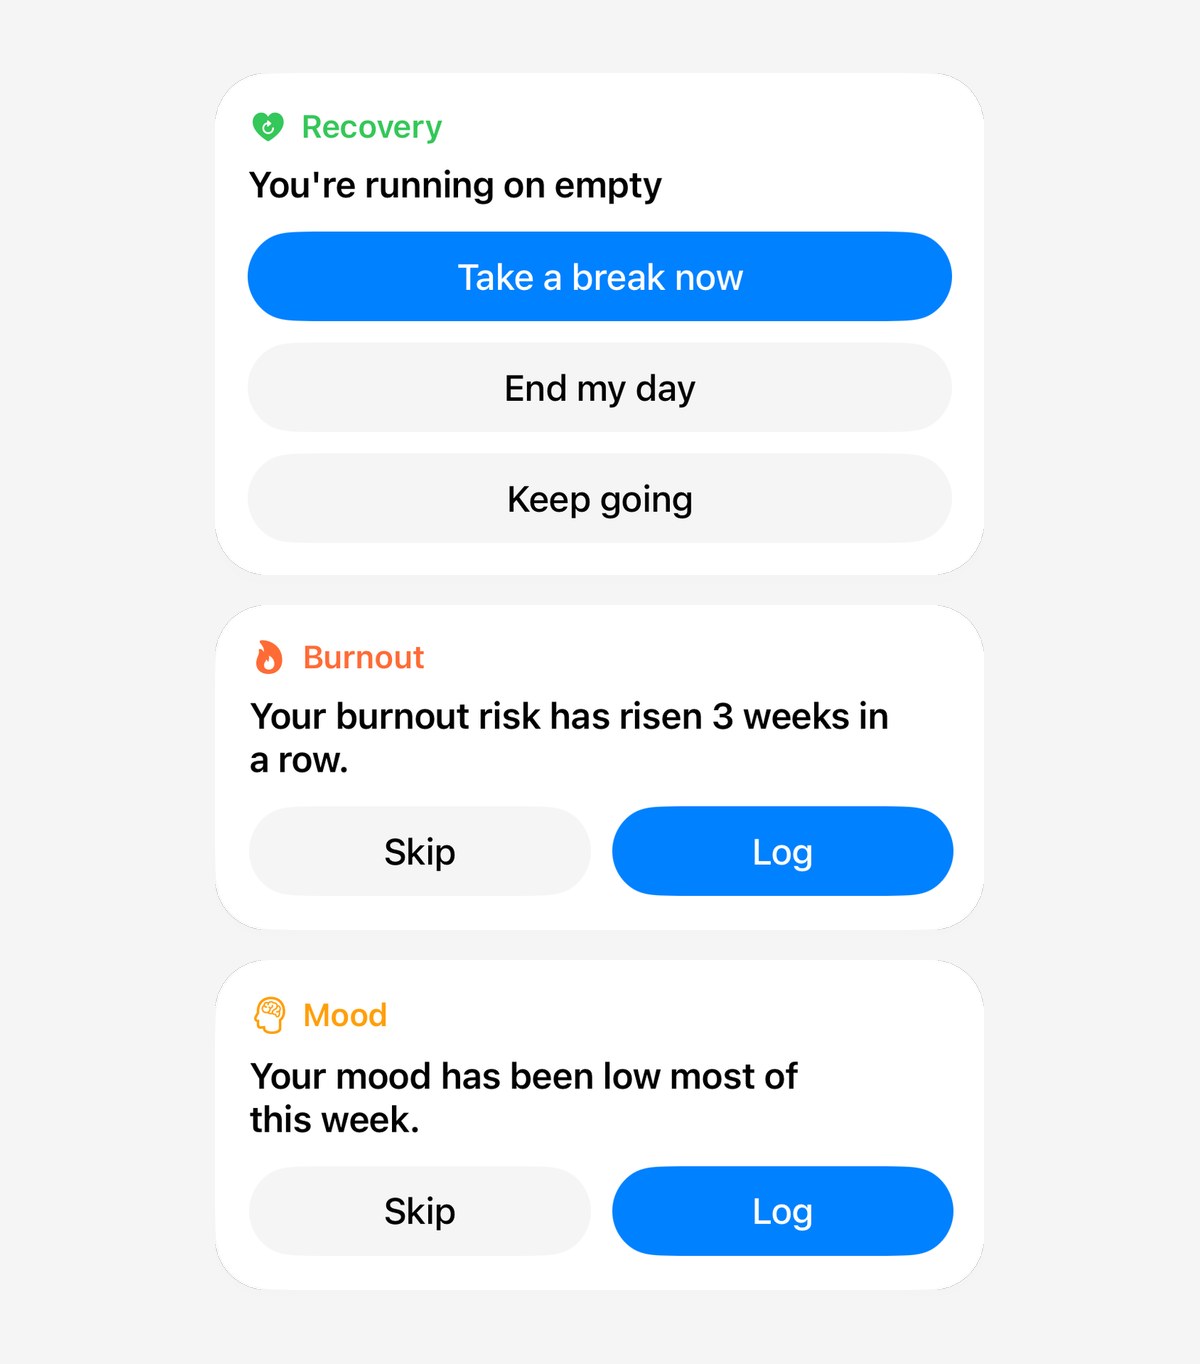 Recovery
You're running on empty
Take a break now
End my day
Keep going
Burnout
Your burnout risk has risen 3 weeks in
a row.
Skip
Log
Mood
Your mood has been low most of
this week.
Skip
Log